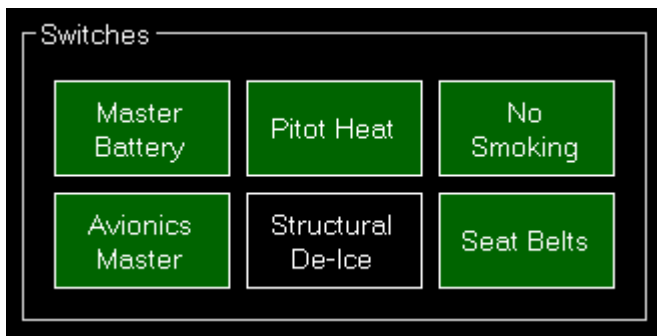 Switches
Master
Battery
Pitot Heat
No
Smoking
Avionics
Master
Structural
De-Ice
Seat Belts